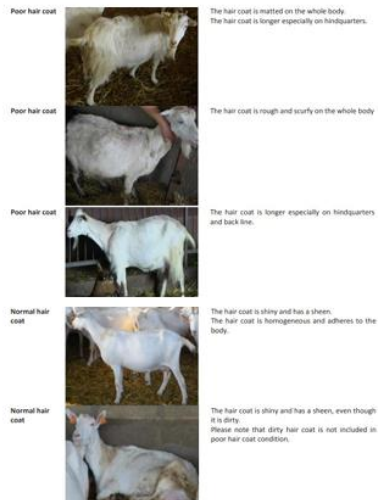 Poor hair coat
The hair coat is matted on the whole body.
The hair coat is longer especially on hindquarters.
Poor hair coat
The hair coat is rough and scurfy on the whole body
Poor hair coat
The hair coat is longer especially on hindquarters
and back line.
Normal hair
coat
The hair coat is shiny and has a sheen.
The hair coat is homogeneous and adheres to the
body.
Normal hair
coat
The hair coat is shiny and has a sheen, even though
it is dirty.
Please note that dirty hair coat is not included in
poor hair coat condition.